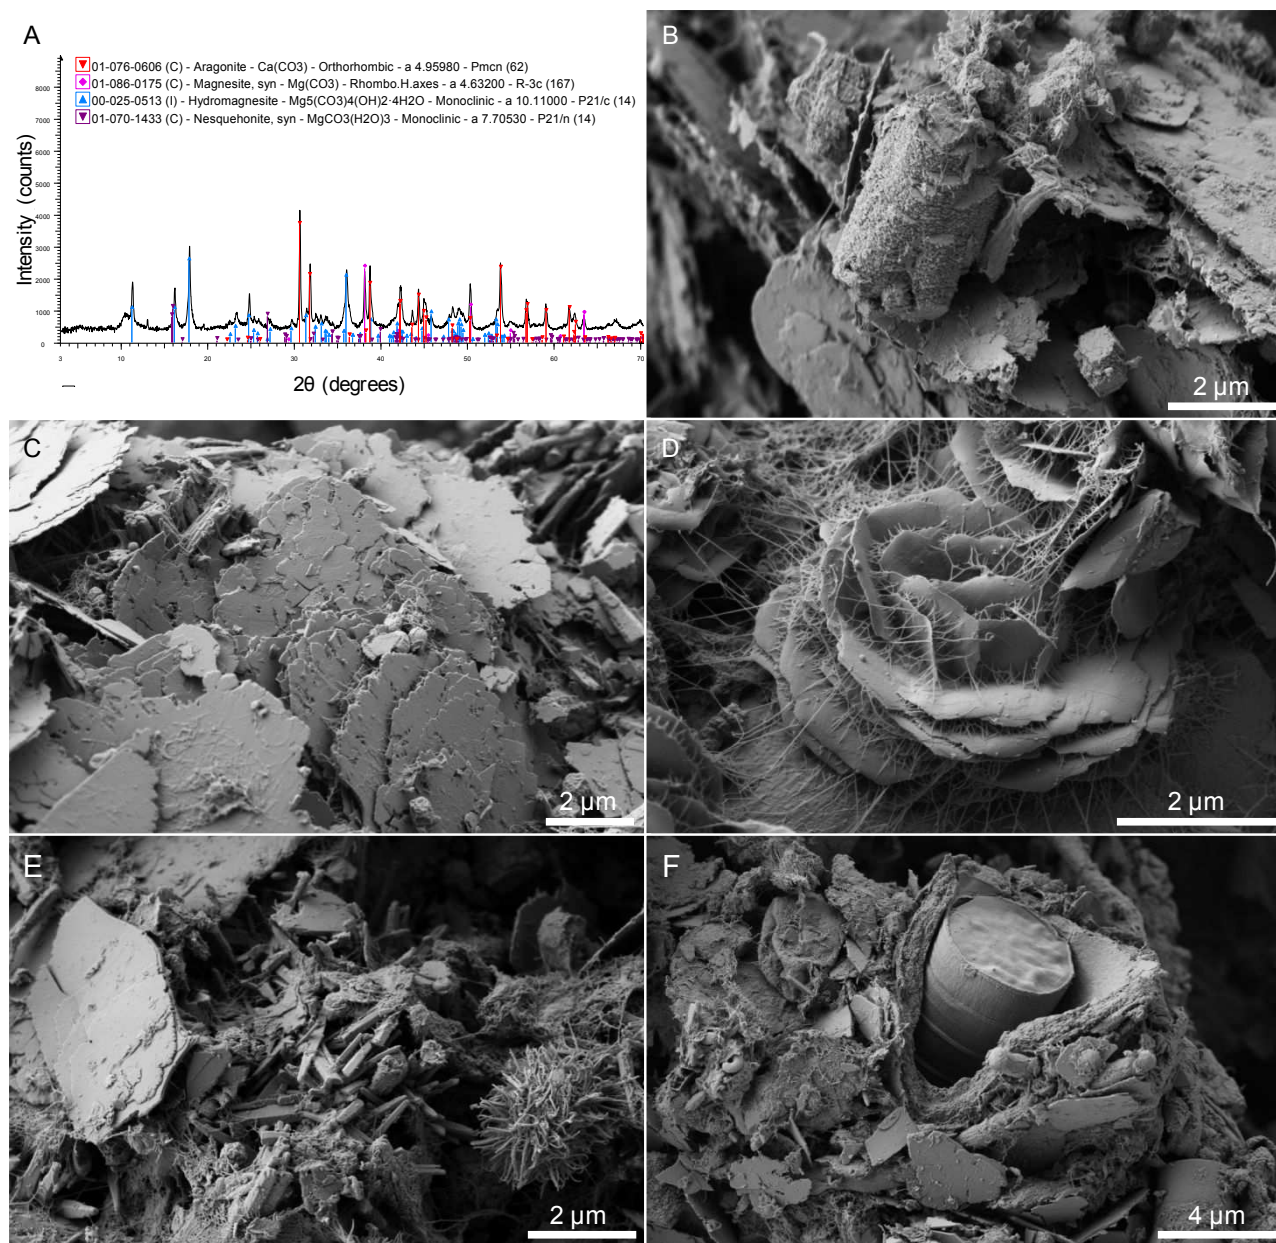 A
01-076-0606 (C) - Aragonite - Ca(CO3) - Orthorhombic - a 4.95980 - Pmcn (62)
01-086-0175 (C) - Magnesite, syn - Mg(CO3) - Rhombo.H.axes - a 4.63200 - R-3c (167)
00-025-0513 (I) - Hydromagnesite - Mg5(CO3)4(OH)2·4H2O - Monoclinic - a 10.11000 - P21/c (14)
01-070-1433 (C) - Nesquehonite, syn - MgCO3(H2O)3 - Monoclinic - a 7.70530 - P21/n (14)
Intensity (counts)
8000
7000
6000
5000
4000
3000
2000
1000
0
3 10 20 30 40 50 60 70
2θ (degrees)
B
2 µm
C
2 µm
D
2 µm
E
2 µm
F
4 µm